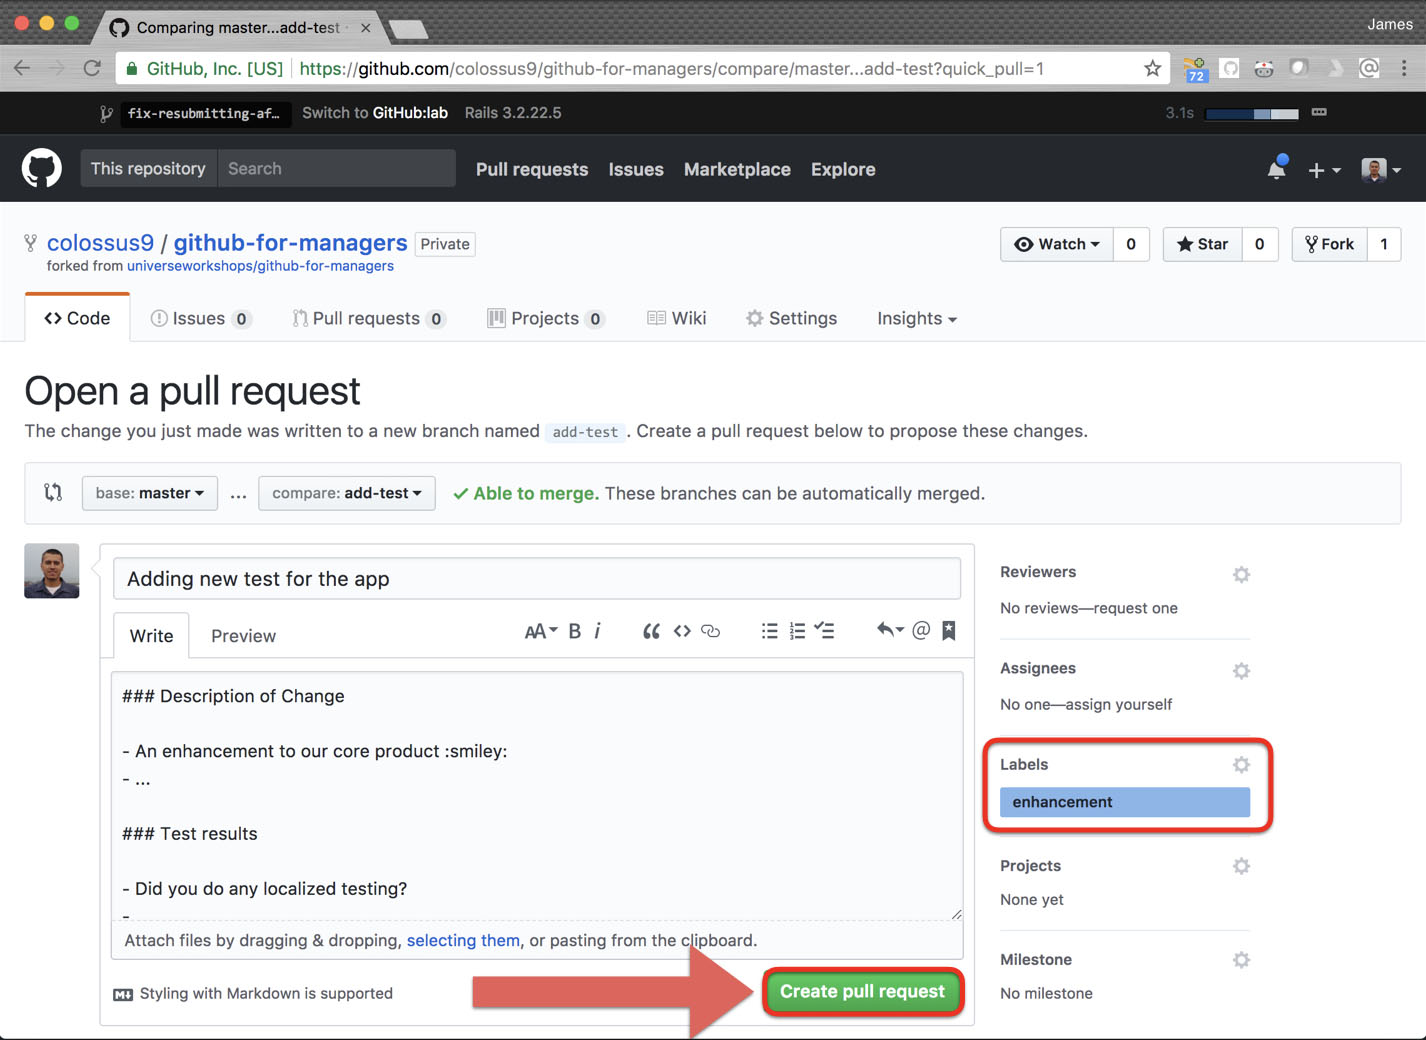 Comparing master...add-test
James
GitHub, Inc. [US] https://github.com/colossus9/github-for-managers/compare/master...add-test?quick_pull=1
72
fix-resubmitting-af… Switch to GitHub:lab Rails 3.2.22.5 3.1s
This repository Search Pull requests Issues Marketplace Explore
colossus9 / github-for-managers Private
Watch 0 Star 0 Fork 1
forked from universeworkshops/github-for-managers
Code Issues 0 Pull requests 0 Projects 0 Wiki Settings Insights
Open a pull request
The change you just made was written to a new branch named add-test . Create a pull request below to propose these changes.
base: master ... compare: add-test Able to merge. These branches can be automatically merged.
Adding new test for the app
Write Preview AA B i @
### Description of Change
- An enhancement to our core product :smiley:
- ...
### Test results
- Did you do any localized testing?
-
Attach files by dragging & dropping, selecting them, or pasting from the clipboard.
Styling with Markdown is supported
Create pull request
Reviewers
No reviews—request one
Assignees
No one—assign yourself
Labels
enhancement
Projects
None yet
Milestone
No milestone